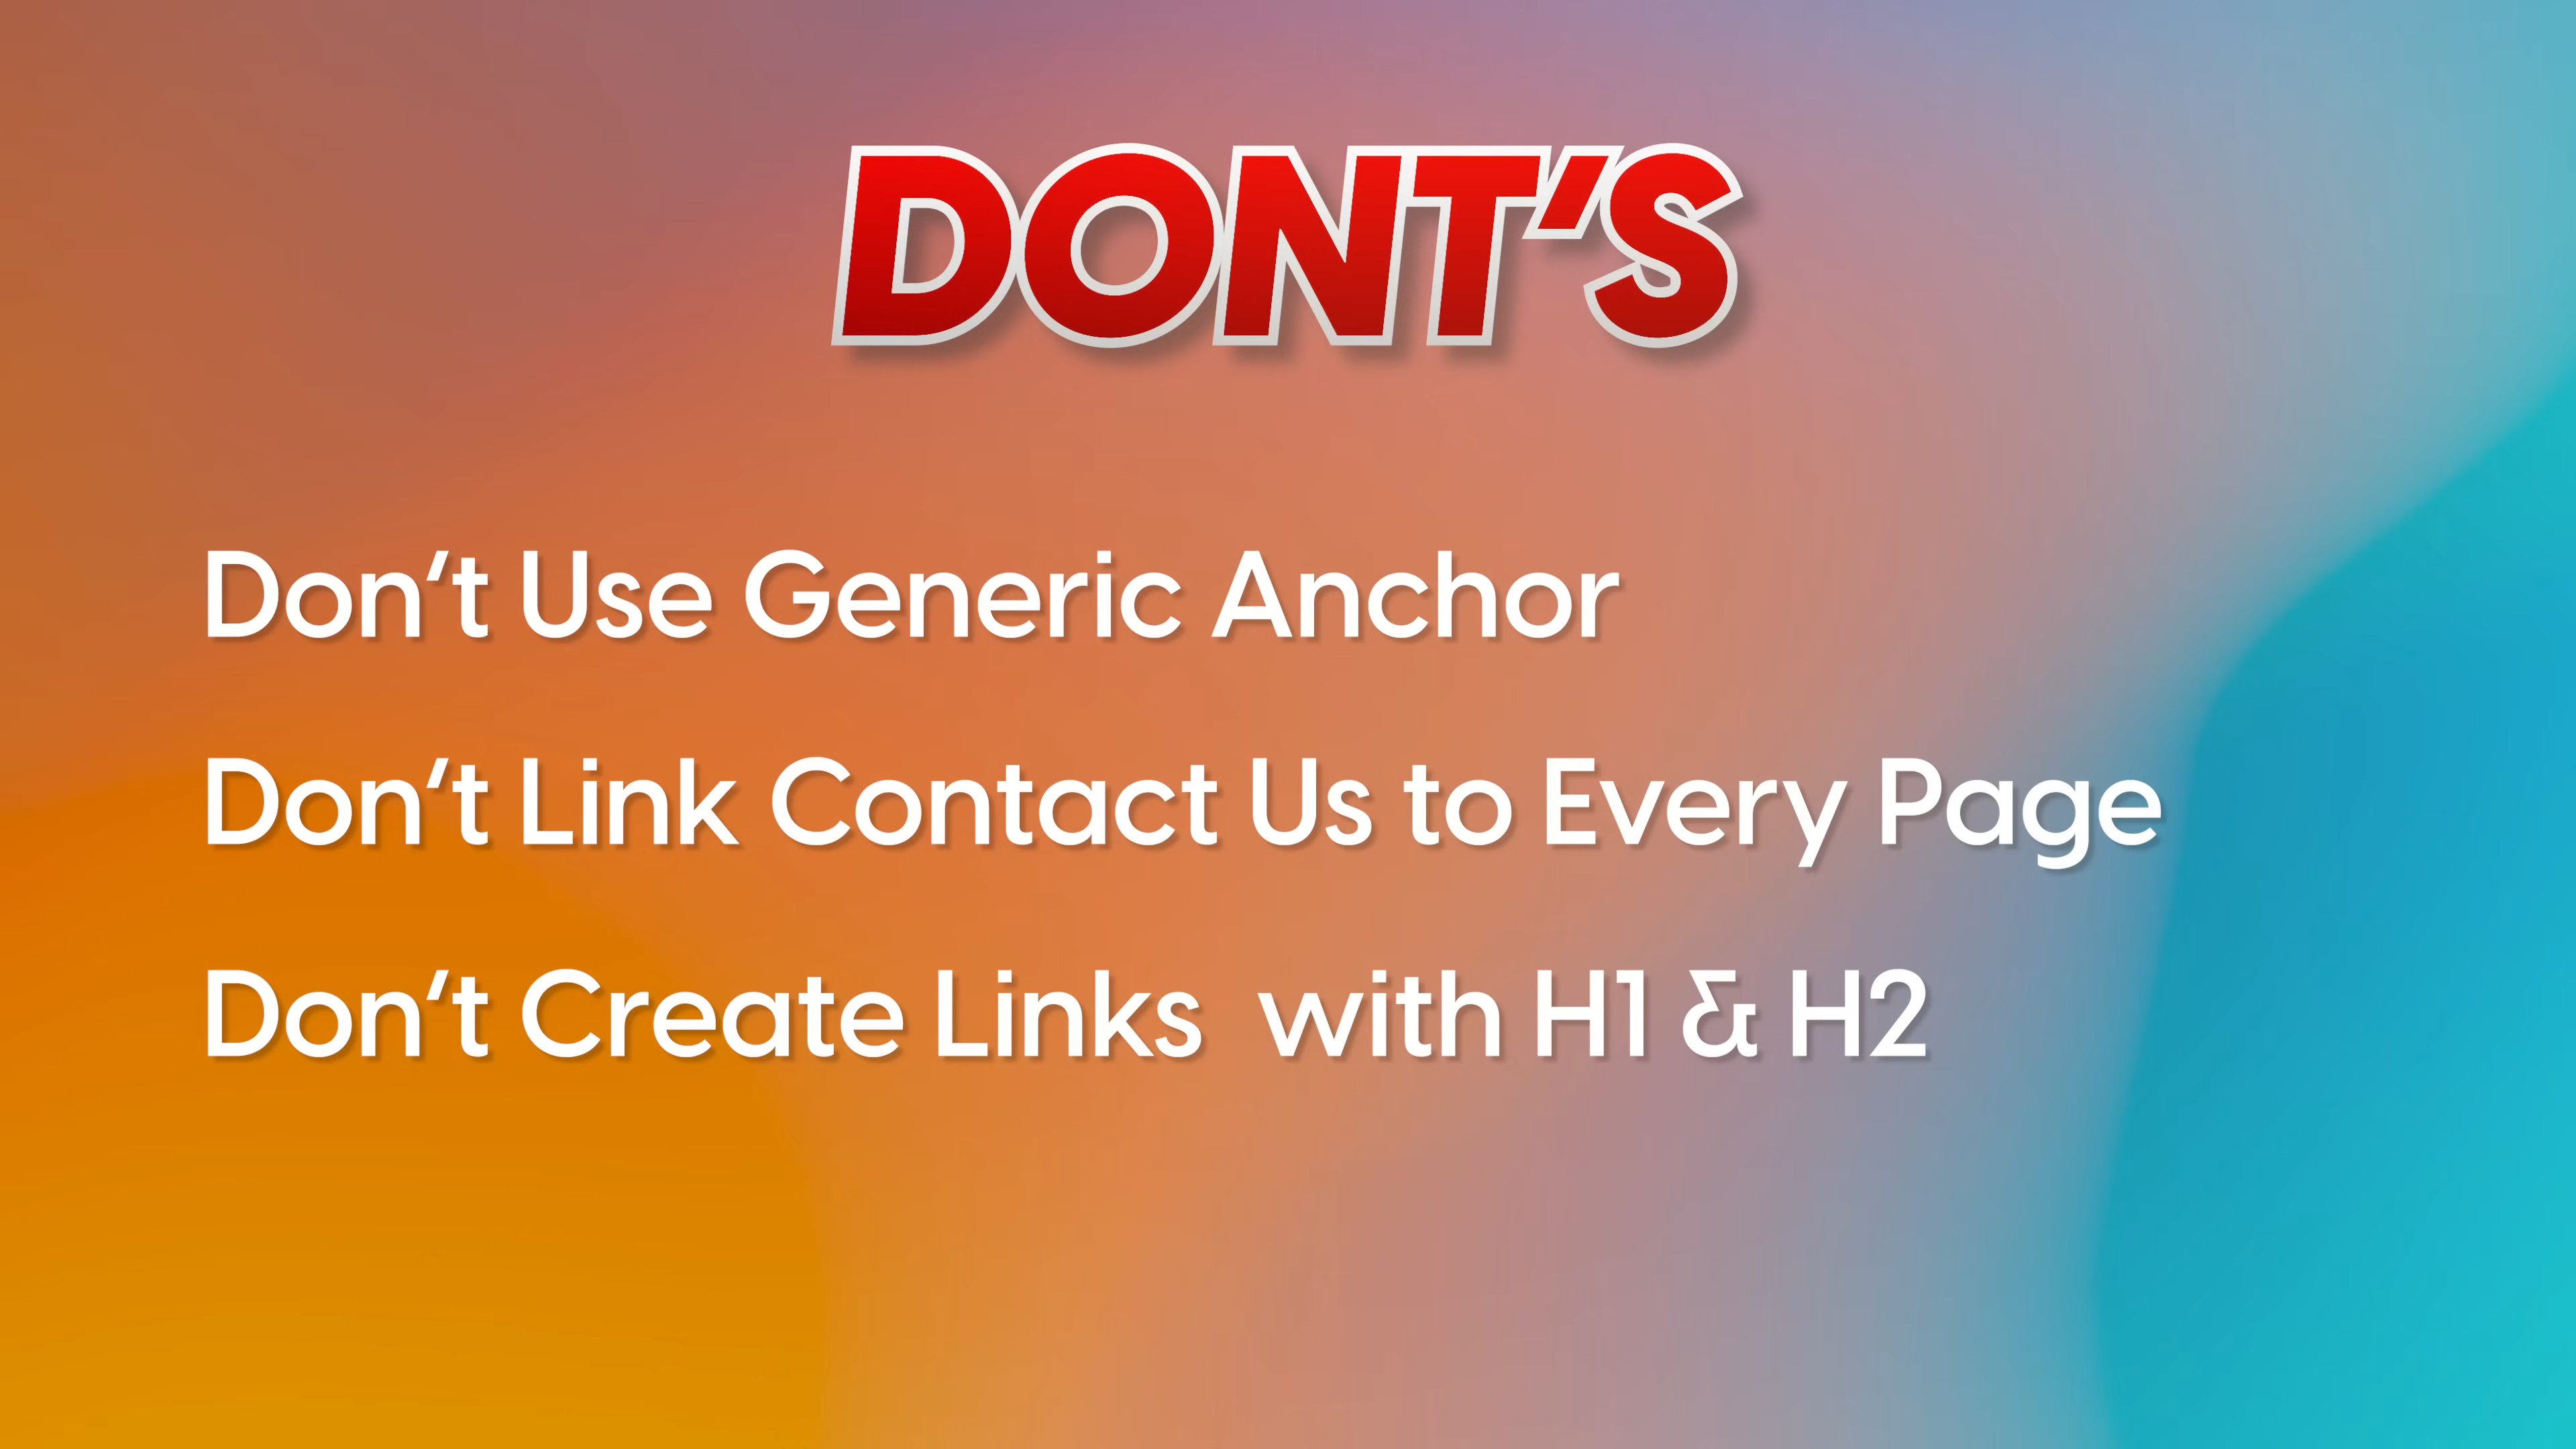 DONT'S
Don't Use Generic Anchor
Don't Link Contact Us to Every Page
Don't Create Links  with H1 & H2